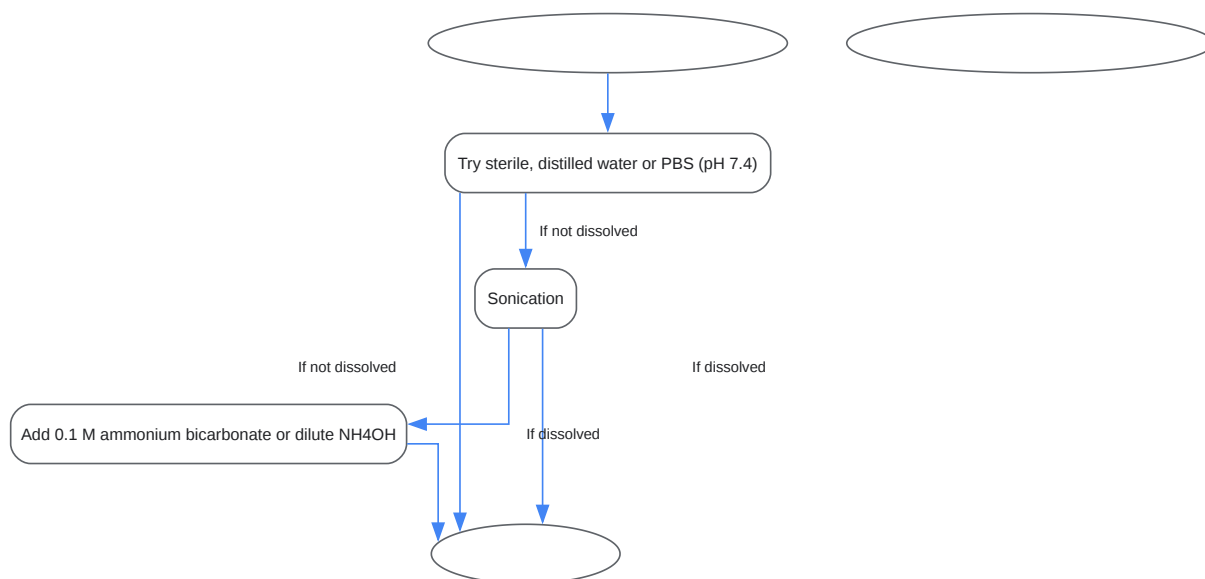 Try sterile, distilled water or PBS (pH 7.4)
If not dissolved
Sonication
If not dissolved
If dissolved
Add 0.1 M ammonium bicarbonate or dilute NH4OH
If dissolved